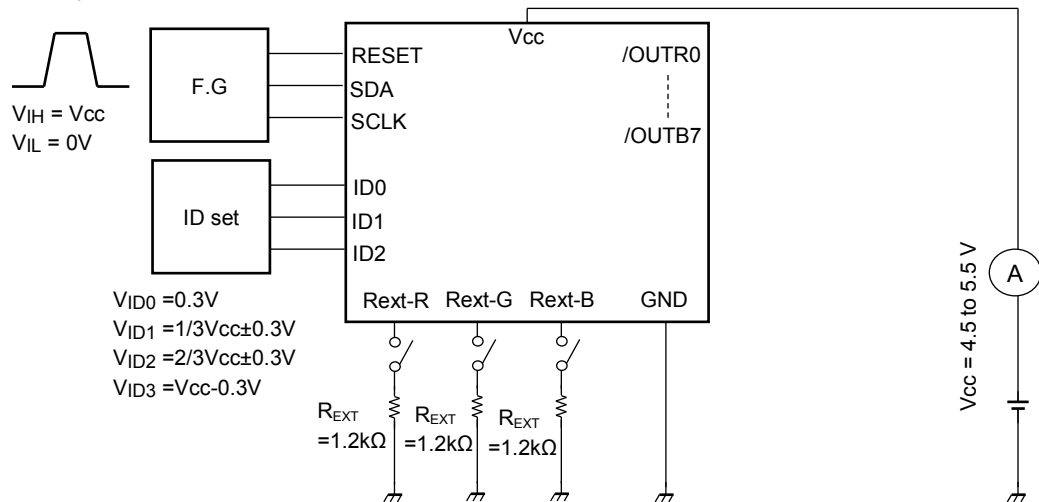 Vcc
RESET
SDA
SCLK
ID0
ID1
ID2
/OUTR0
/OUTB7
Rext-R Rext-G Rext-B GND
F.G
ID set
VIH = Vcc
VIL = 0V
VID0 =0.3V
VID1 =1/3Vcc±0.3V
VID2 =2/3Vcc±0.3V
VID3 =Vcc-0.3V
REXT
=1.2kΩ
REXT
=1.2kΩ
REXT
=1.2kΩ
A
Vcc = 4.5 to 5.5 V